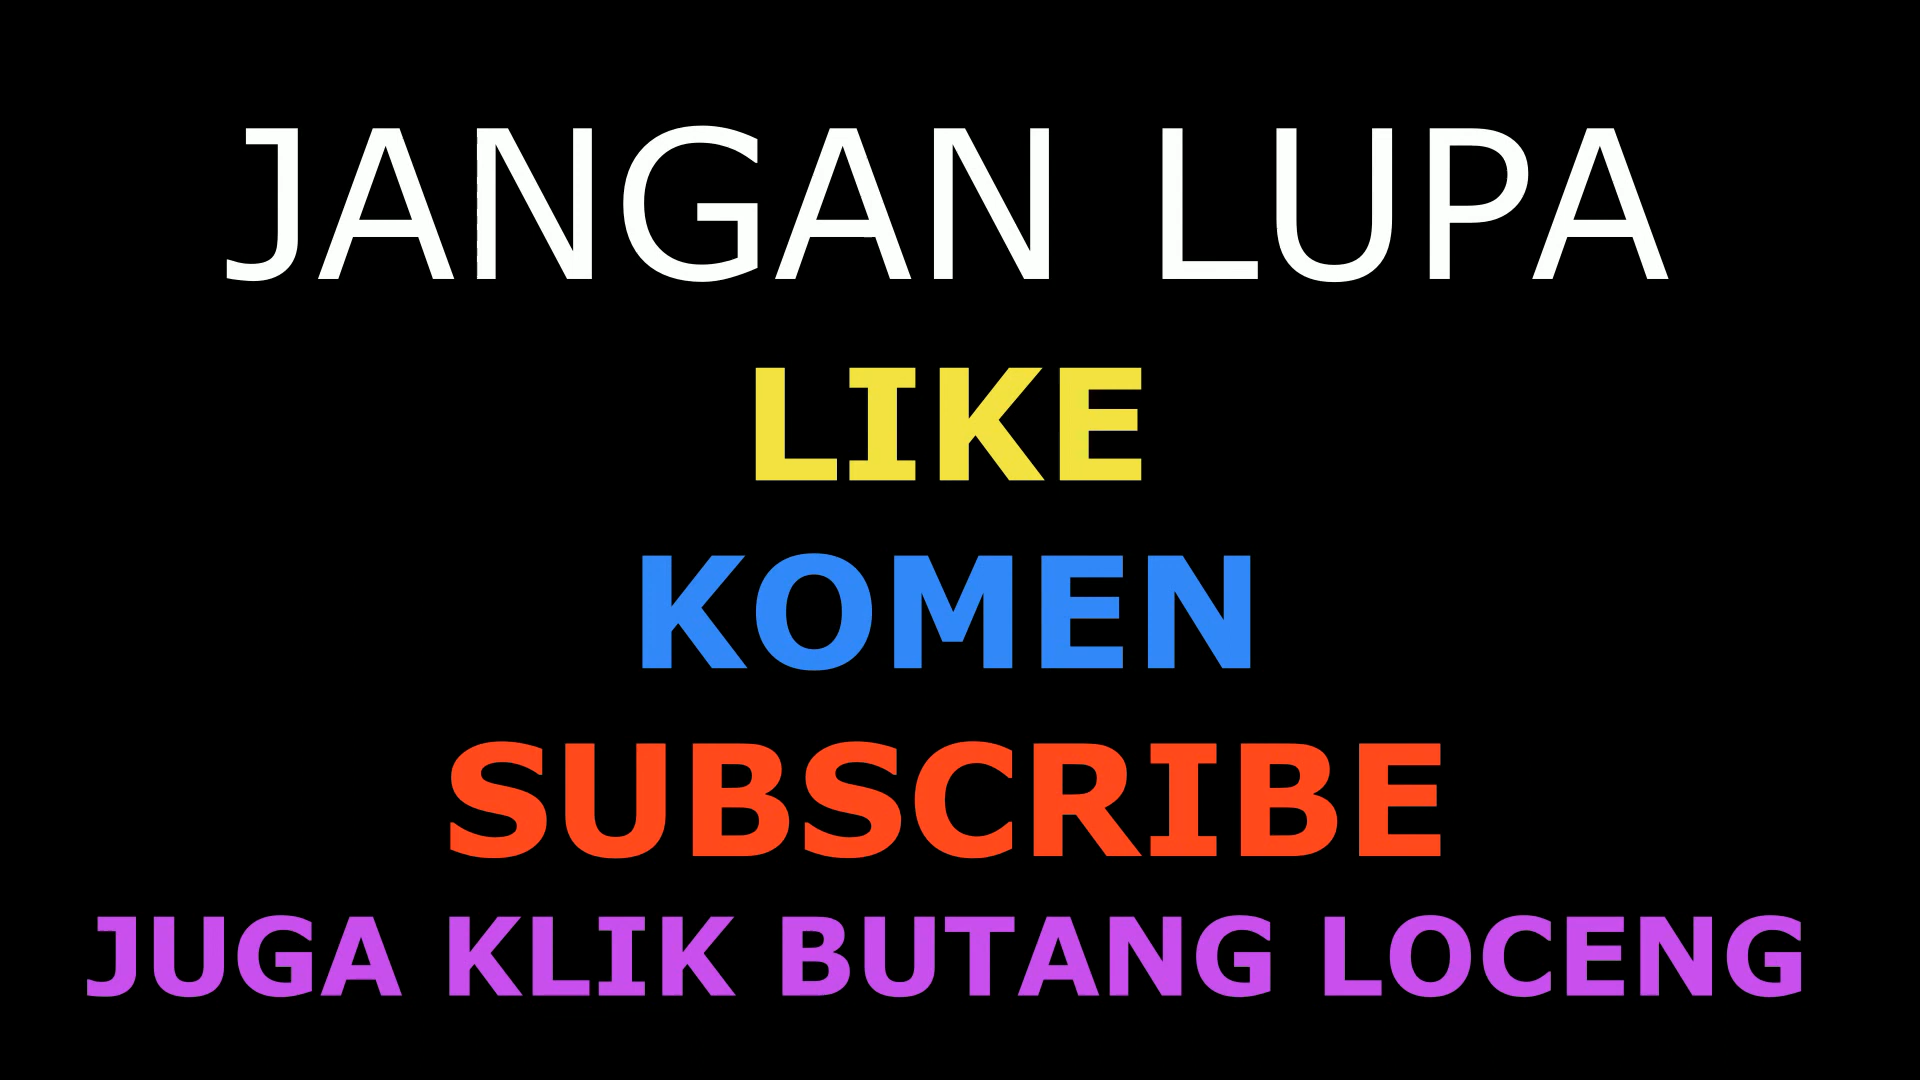 JANGAN LUPA
LIKE
KOMEN
SUBSCRIBE
JUGA KLIK BUTANG LOCENG